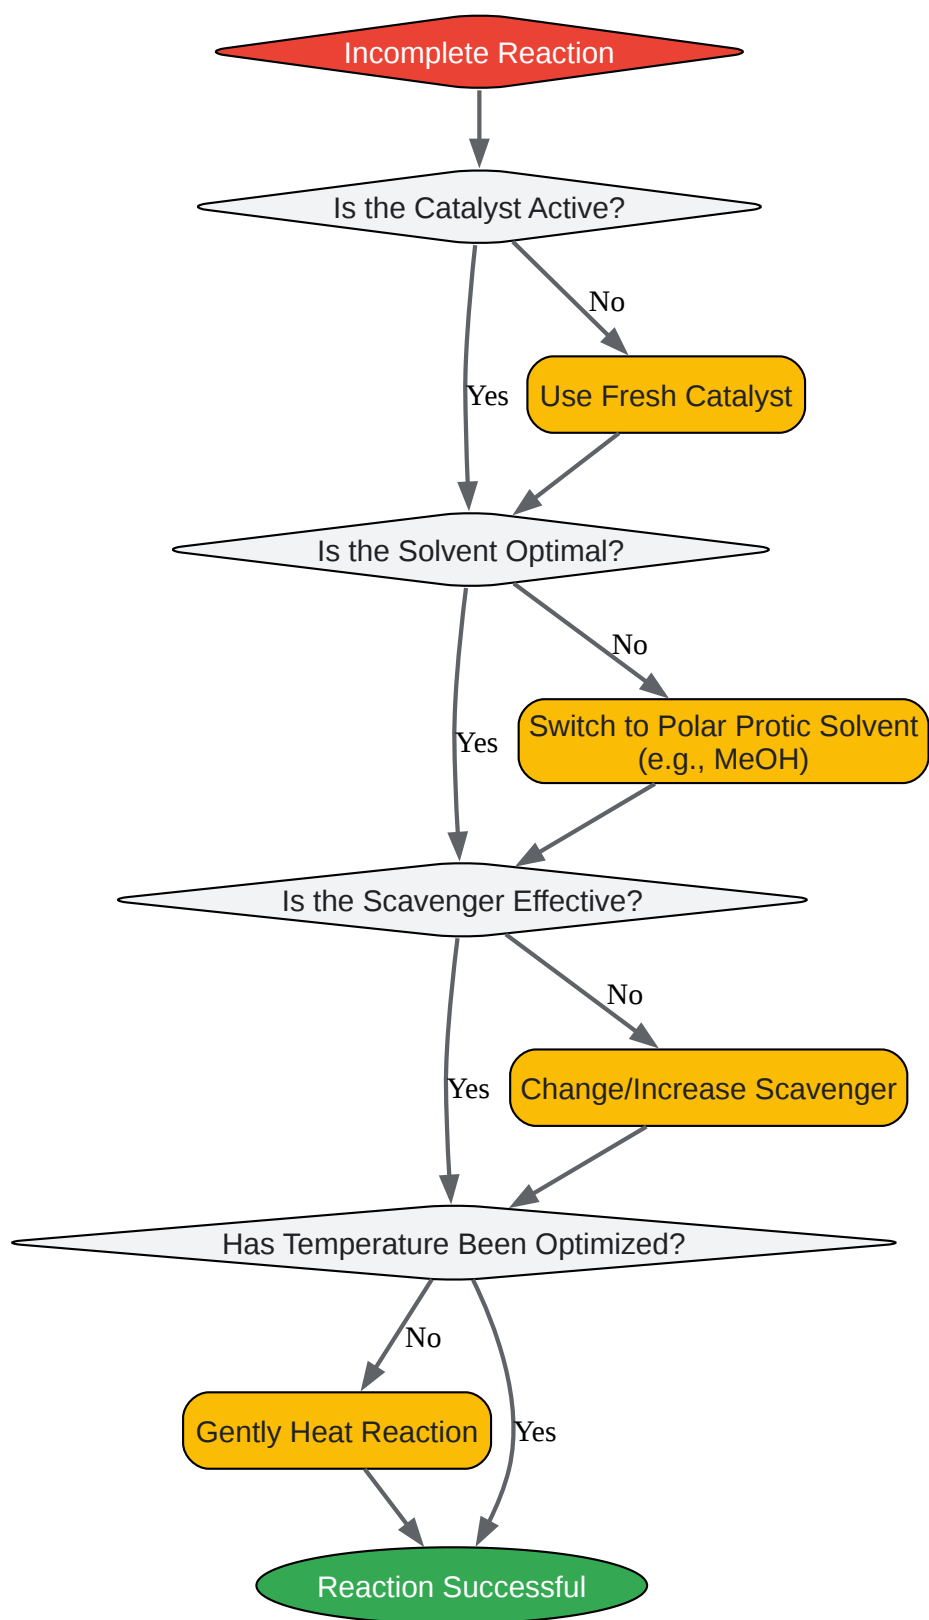 Incomplete Reaction
Is the Catalyst Active?
No
Yes
Use Fresh Catalyst
Is the Solvent Optimal?
No
Yes
Switch to Polar Protic Solvent
(e.g., MeOH)
Is the Scavenger Effective?
No
Yes
Change/Increase Scavenger
Has Temperature Been Optimized?
No
Gently Heat Reaction
Yes
Reaction Successful